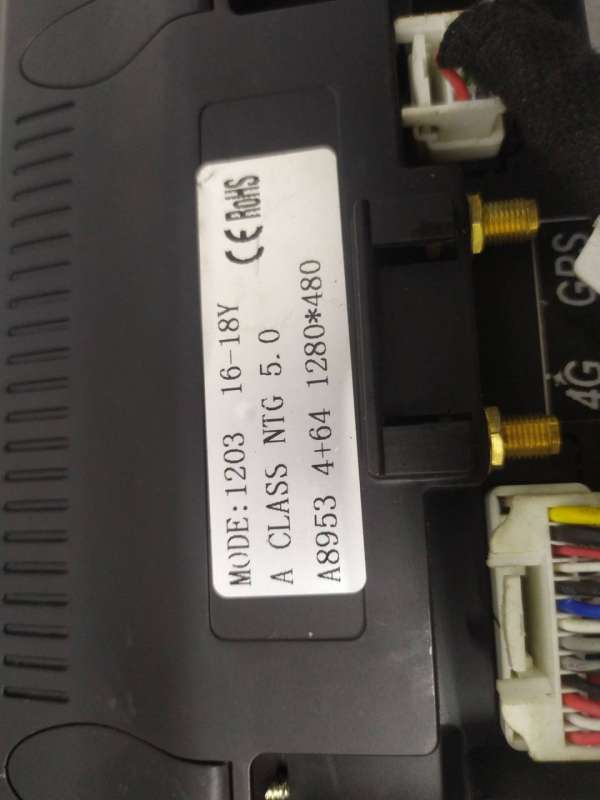 MODE:1203 16-18Y CE RoHS
A CLASS NTG 5.0
A8953 4+64 1280*480
GPS
4G